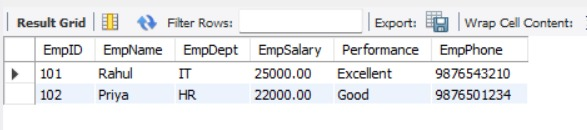 Result Grid Filter Rows: Export: Wrap Cell Content:
EmpID EmpName EmpDept EmpSalary Performance EmpPhone
101 Rahul IT 25000.00 Excellent 9876543210
102 Priya HR 22000.00 Good 9876501234